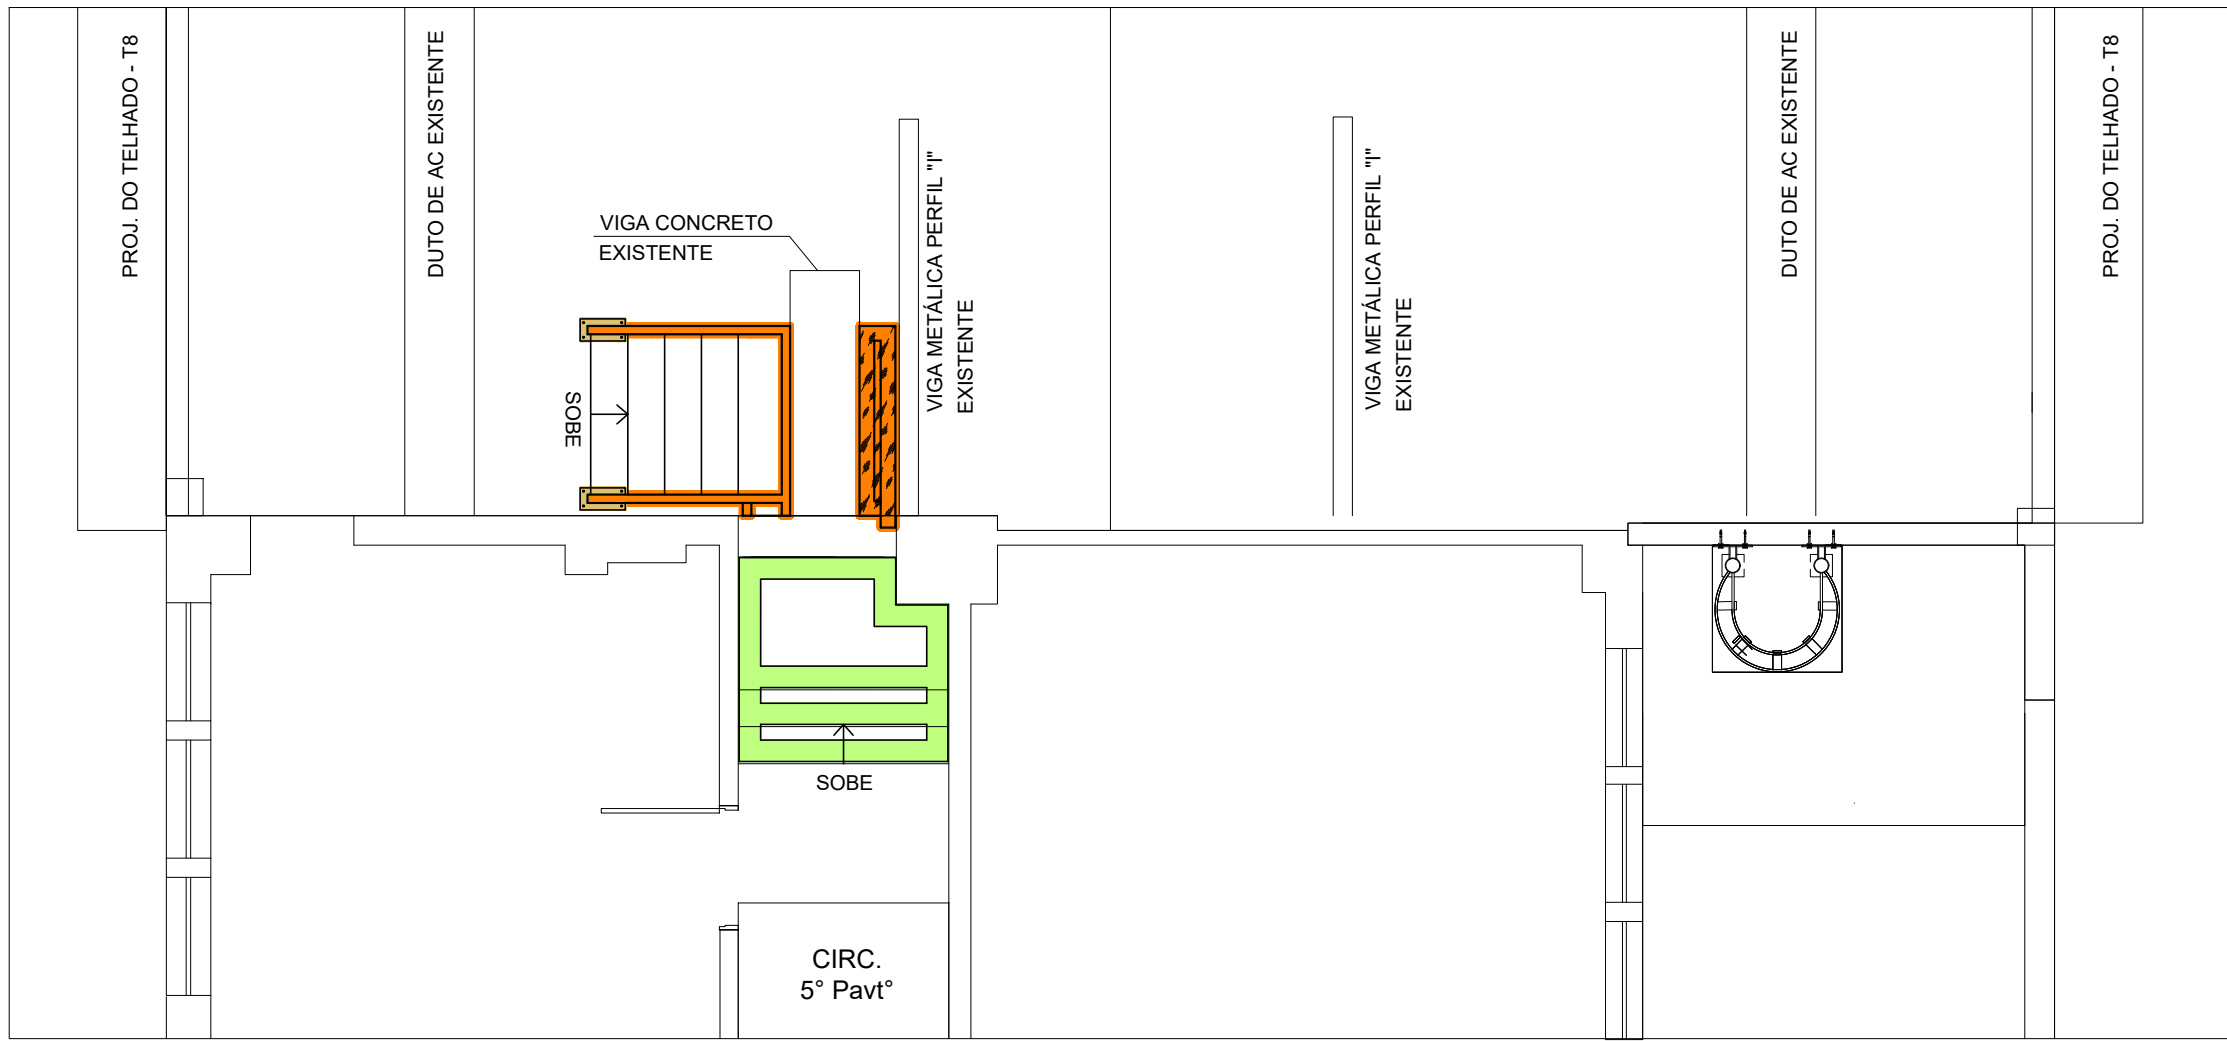 PROJ. DO TELHADO - T8
DUTO DE AC EXISTENTE
VIGA CONCRETO
EXISTENTE
VIGA METÁLICA PERFIL "I"
EXISTENTE
VIGA METÁLICA PERFIL "I"
EXISTENTE
DUTO DE AC EXISTENTE
PROJ. DO TELHADO - T8
SOBE
SOBE
CIRC.
5° Pavt°